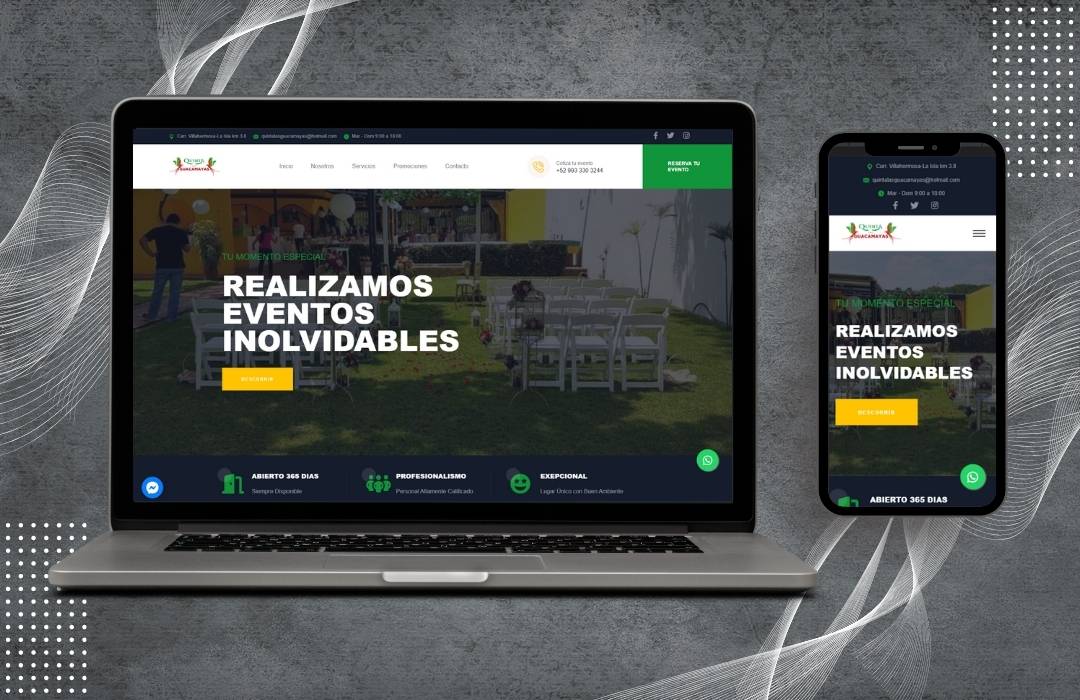 Carr. Villahermosa-La Isla km 3.8 quintalasguacamayas@hotmail.com Mar - Dom 9:00 a 18:00
QUINTA
GUACAMAYAS
Inicio Nosotros Servicios Promociones Contacto
Cotiza tu evento
+52 993 330 3244
RESERVA TU
EVENTO
TU MOMENTO ESPECIAL
REALIZAMOS
EVENTOS
INOLVIDABLES
DESCUBRIR
ABIERTO 365 DIAS
Siempre Disponible
PROFESIONALISMO
Personal Altamente Calificado
EXEPCIONAL
Lugar Único con Buen Ambiente
Carr. Villahermosa-La Isla km 3.8
quintalasguacamayas@hotmail.com
Mar - Dom 9:00 a 18:00
QUINTA
GUACAMAYAS
TU MOMENTO ESPECIAL
REALIZAMOS
EVENTOS
INOLVIDABLES
DESCUBRIR
ABIERTO 365 DIAS